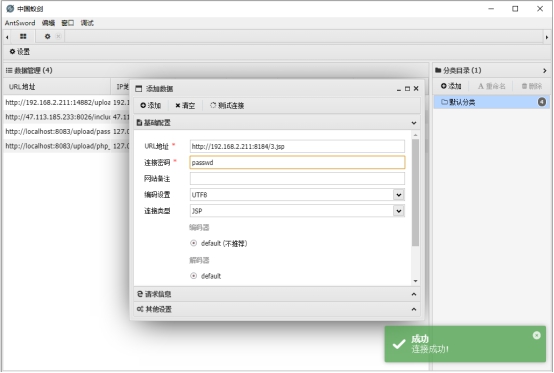 中国蚁剑
AntSword 编辑 窗口 调试
设置
数据管理 (4)
URL地址 IP地
http://192.168.2.211:14882/uploa 192.1
http://47.113.185.233:8026/inclu 47.11
http://localhost:8083/upload/pass 127.0
http://localhost:8083/upload/php_ 127.0
添加数据
添加 清空 测试连接
基础配置
URL地址 * http://192.168.2.211:8184/3.jsp
连接密码 * passwd
网站备注
编码设置 UTF8
连接类型 JSP
编码器
default (不推荐)
解码器
default
请求信息
其他设置
分类目录 (1)
添加 A 重命名 删除
默认分类 4
成功
连接成功!